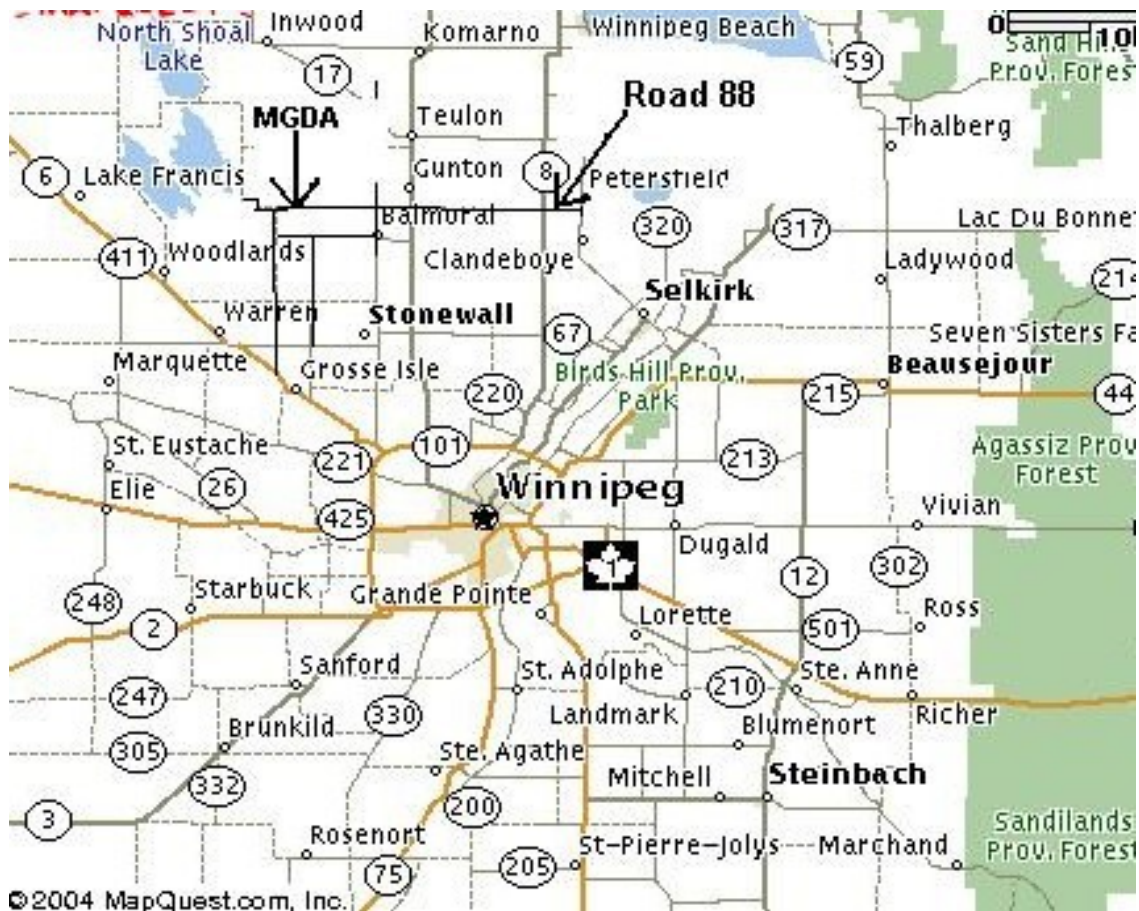 Inwood
Komarno
Winnipeg Beach
0
10
North Shoal
Lake
17
59
Sand
Prov. Forest
Road 88
MGDA
Teulon
Thalberg
6
Lake Francis
Gunton
8
Petersfield
Balmoral
320
317
Lac Du Bonnet
411
Woodlands
Clandeboye
Ladywood
214
Selkirk
Warren
Stonewall
67
Seven Sisters Fa
Marquette
Grosse Isle
Birds Hill Prov.
Park
Beausejour
220
215
44
St. Eustache
101
221
213
Agassiz Prov
Forest
26
Elie
Winnipeg
425
Vivian
Dugald
1
12
302
248
Starbuck
Grande Pointe
Lorette
Ross
2
501
Sanford
St. Adolphe
Ste. Anne
247
330
210
Landmark
Richer
Brunkild
Blumenort
305
Ste. Agathe
332
Mitchell
Steinbach
3
200
Rosenort
St-Pierre-Jolys
Marchand
Sandilands
Prov. Forest
75
205
©2004 MapQuest.com, Inc.